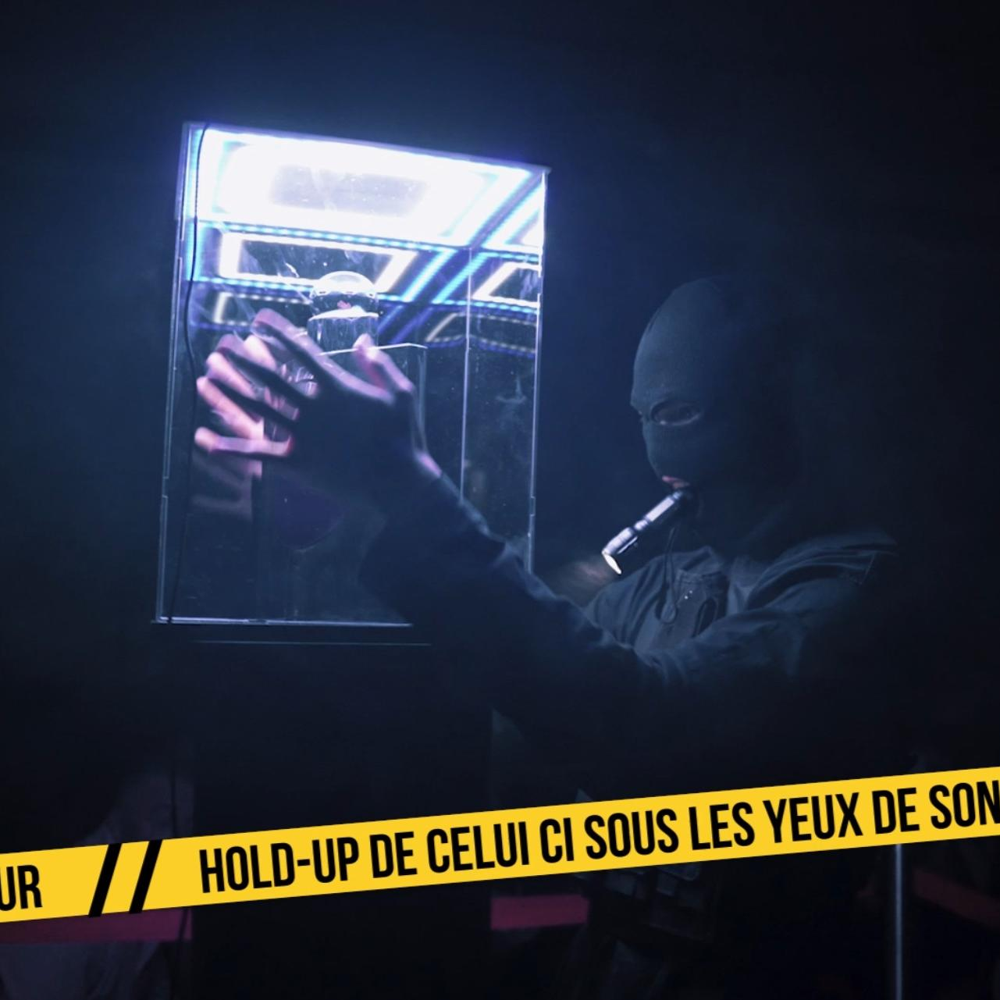 UR // HOLD-UP DE CELUI CI SOUS LES YEUX DE SON